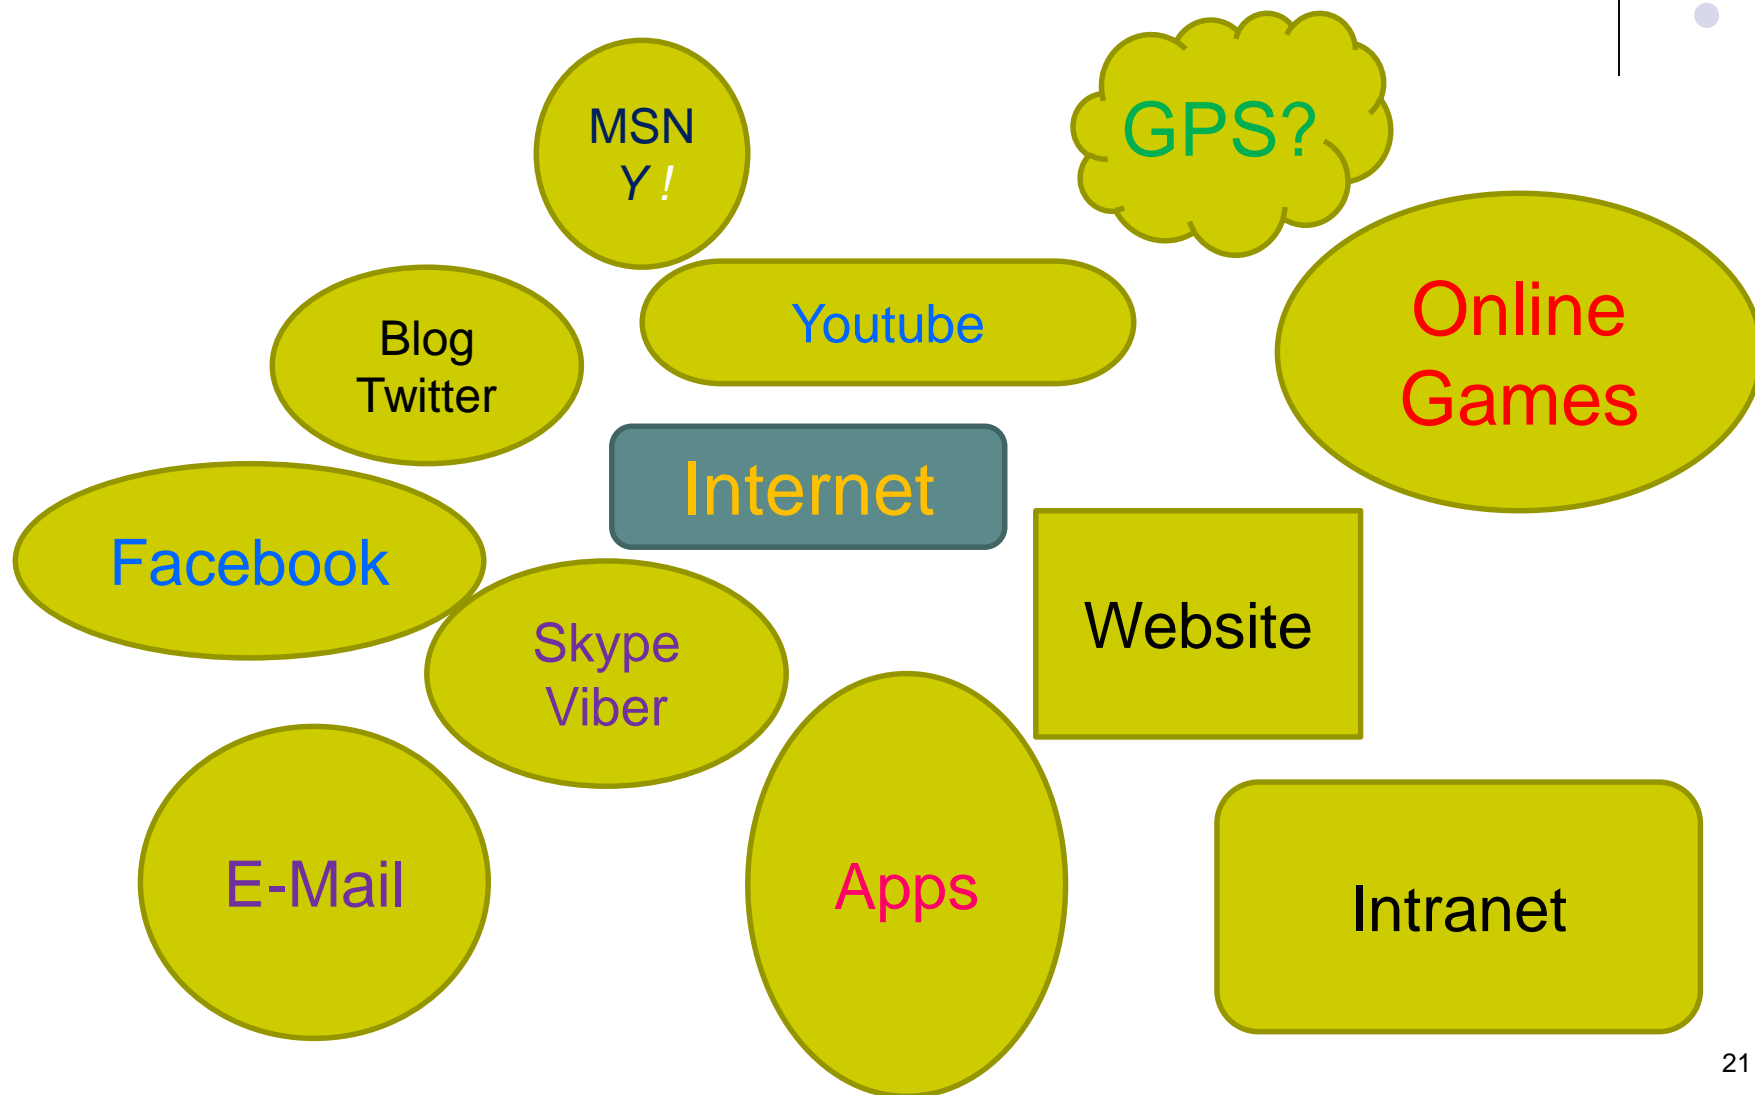 MSN
Y !
GPS?
Youtube
Online
Games
Blog
Twitter
Internet
Facebook
Skype
Viber
Website
E-Mail
Apps
Intranet
21